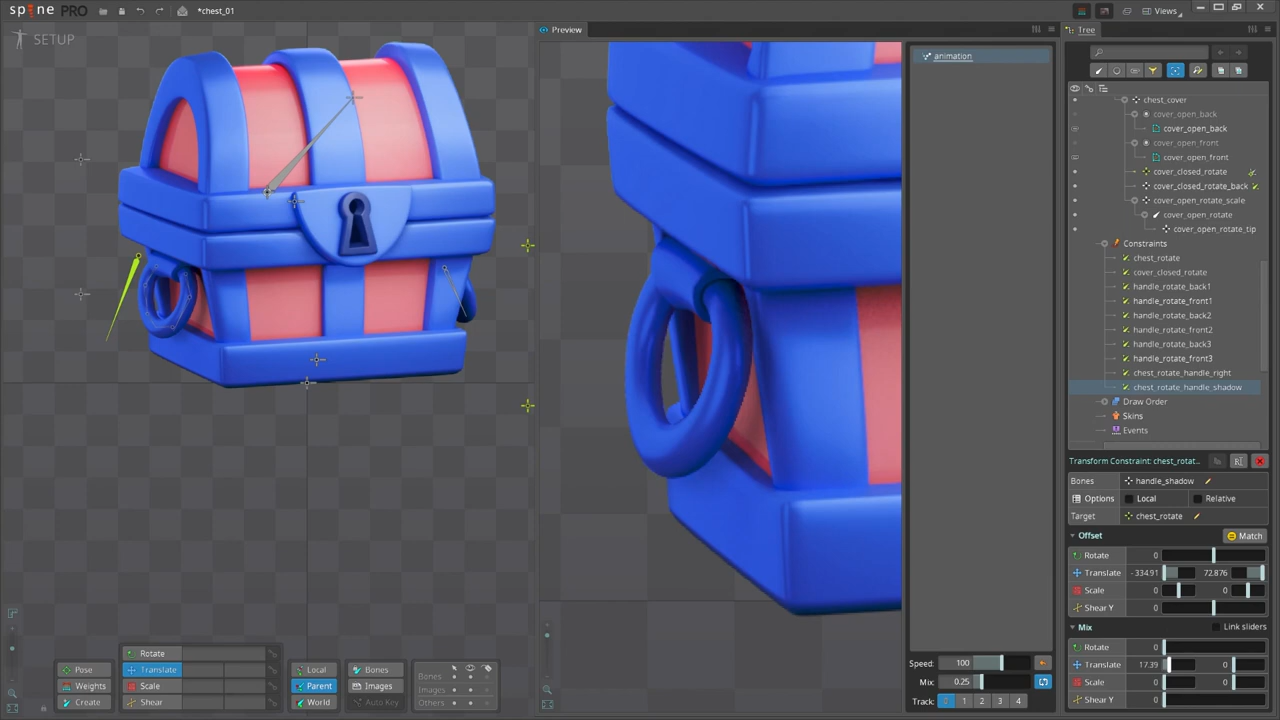 spine PRO
*chest_01
Views
SETUP
Preview
Tree
animation
chest_cover
cover_open_back
cover_open_back
cover_open_front
cover_open_front
cover_closed_rotate
cover_closed_rotate_back
cover_open_rotate_scale
cover_open_rotate
cover_open_rotate_tip
Constraints
chest_rotate
cover_closed_rotate
handle_rotate_back1
handle_rotate_front1
handle_rotate_back2
handle_rotate_front2
handle_rotate_back3
handle_rotate_front3
chest_rotate_handle_right
chest_rotate_handle_shadow
Draw Order
Skins
Events
Transform Constraint: chest_rotat...
Bones handle_shadow
Options Local Relative
Target chest_rotate
Offset Match
Rotate 0
Translate -334.91 72.876
Scale 0 0
Shear Y 0
Mix Link sliders
Rotate 0
Translate 17.39 0
Scale 0 0
Shear Y 0
Pose
Weights
Create
Rotate
Translate
Scale
Shear
Local
Parent
World
Bones
Images
Auto Key
Bones
Images
Others
Speed: 100
Mix: 0.25
Track: 0 1 2 3 4